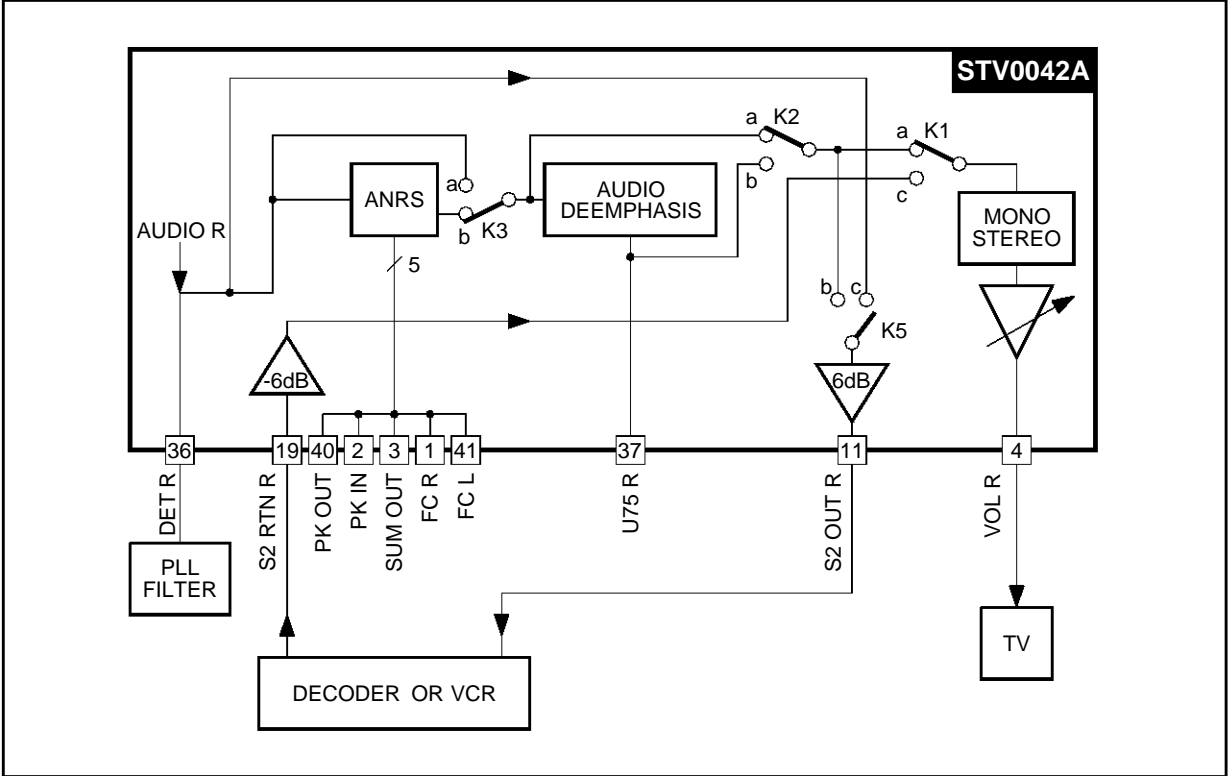 STV0042A
a
K2
b
a
K1
c
a
ANRS
b
K3
AUDIO
DEEMPHASIS
MONO
STEREO
AUDIO R
5
b
c
K5
-6dB
6dB
36
19
40
2
3
1
41
37
11
4
DET R
S2 RTN R
PK OUT
PK IN
SUM OUT
FC R
FC L
U75 R
S2 OUT R
VOL R
PLL
FILTER
DECODER OR VCR
TV